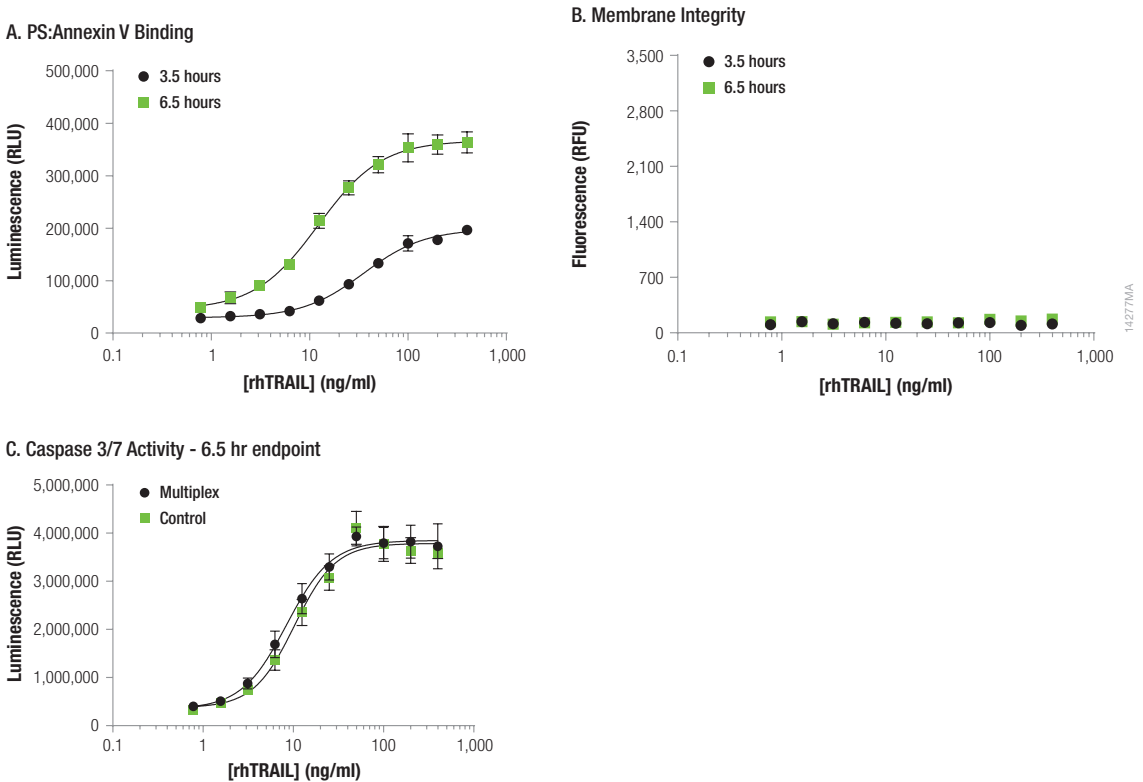 A. PS:Annexin V Binding
500,000
400,000
300,000
200,000
100,000
0
Luminescence (RLU)
3.5 hours
6.5 hours
0.1 1 10 100 1,000
[rhTRAIL] (ng/ml)
B. Membrane Integrity
3,500
2,800
2,100
1,400
700
0
Fluorescence (RFU)
3.5 hours
6.5 hours
0.1 1 10 100 1,000
[rhTRAIL] (ng/ml)
14277MA
C. Caspase 3/7 Activity - 6.5 hr endpoint
5,000,000
4,000,000
3,000,000
2,000,000
1,000,000
0
Luminescence (RLU)
Multiplex
Control
0.1 1 10 100 1,000
[rhTRAIL] (ng/ml)